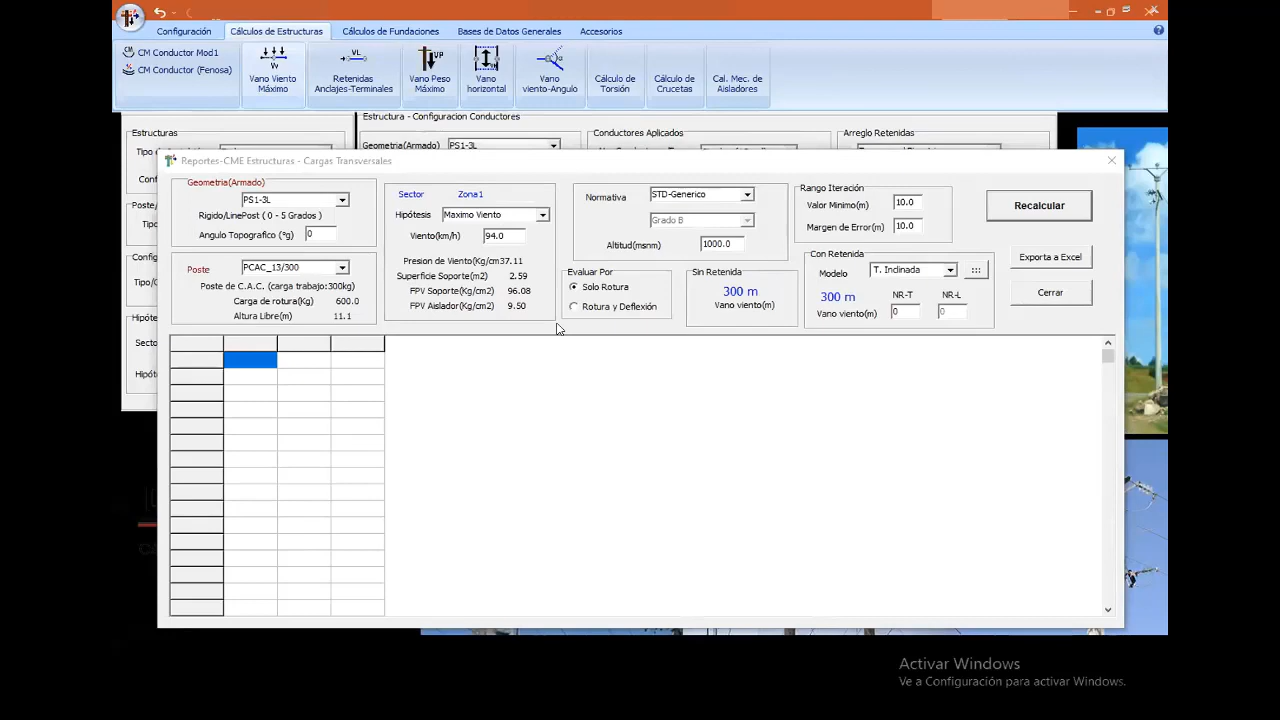 Configuración
Cálculos de Estructuras
Cálculos de Fundaciones
Bases de Datos Generales
Accesorios
CM Conductor Mod1
CM Conductor (Fenosa)
Vv
Vano Viento
Máximo
VL
Retenidas
Anclajes-Terminales
VP
Vano Peso
Máximo
Vano
horizontal
Vano
viento-Angulo
Cálculo de
Torsión
Cálculo de
Crucetas
Cal. Mec. de
Aisladores
Estructura - Configuracion Conductores
Estructuras
Geometria(Armado)
PS1-3L
Conductores Aplicados
Arreglo Retenidas
Reportes-CME Estructuras - Cargas Transversales
Geometria(Armado)
PS1-3L
Rigido/LinePost ( 0 - 5 Grados )
Angulo Topografico (ºg)
0
Poste
PCAC_13/300
Poste de C.A.C. (carga trabajo:300kg)
Carga de rotura(Kg)
600.0
Altura Libre(m)
11.1
Sector
Zona1
Hipótesis
Maximo Viento
Viento(km/h)
94.0
Presion de Viento(Kg/cm37.11
Superficie Soporte(m2)
2.59
FPV Soporte(Kg/cm2)
96.08
FPV Aislador(Kg/cm2)
9.50
Normativa
STD-Generico
Grado B
Altitud(msnm)
1000.0
Evaluar Por
Solo Rotura
Rotura y Deflexión
Sin Retenida
300 m
Vano viento(m)
Rango Iteración
Valor Minimo(m)
10.0
Margen de Error(m)
10.0
Con Retenida
Modelo
T. Inclinada
:::
300 m
NR-T
NR-L
Vano viento(m)
0
0
Recalcular
Exporta a Excel
Cerrar
Activar Windows
Ve a Configuración para activar Windows.